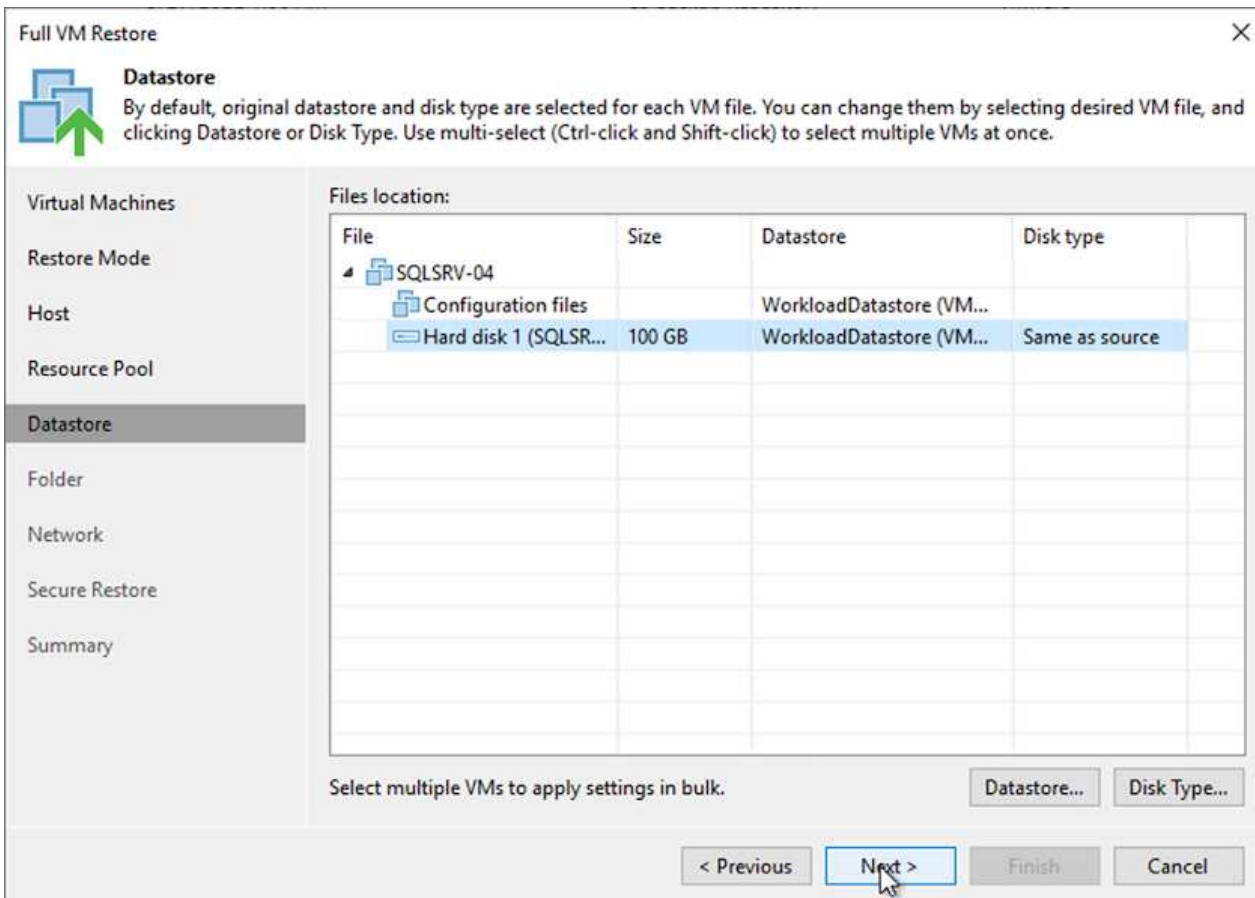 Full VM Restore
Datastore
By default, original datastore and disk type are selected for each VM file. You can change them by selecting desired VM file, and
clicking Datastore or Disk Type. Use multi-select (Ctrl-click and Shift-click) to select multiple VMs at once.
Virtual Machines
Restore Mode
Host
Resource Pool
Datastore
Folder
Network
Secure Restore
Summary
Files location:
File Size Datastore Disk type
SQLSRV-04
Configuration files WorkloadDatastore (VM...
Hard disk 1 (SQLSR... 100 GB WorkloadDatastore (VM... Same as source
Select multiple VMs to apply settings in bulk.
Datastore... Disk Type...
< Previous Next > Finish Cancel